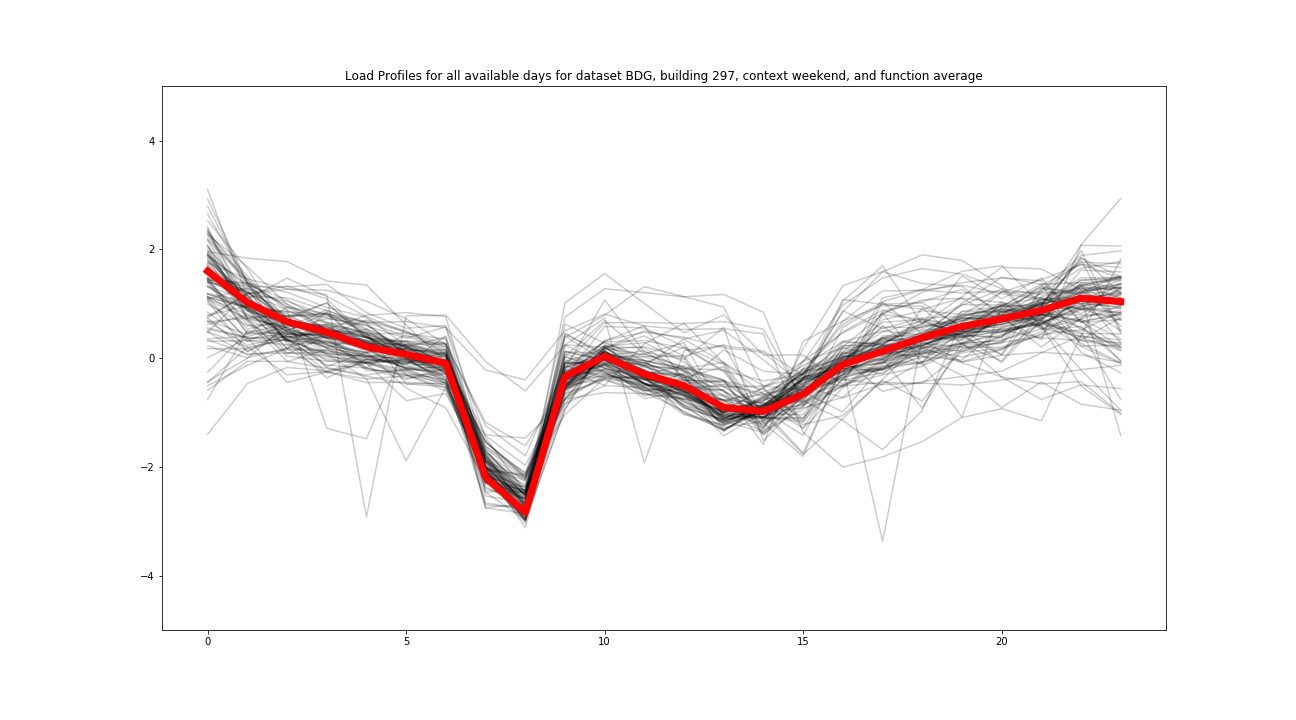 Load Profiles for all available days for dataset BDG, building 297, context weekend, and function average
4
2
0
−2
−4
0 5 10 15 20